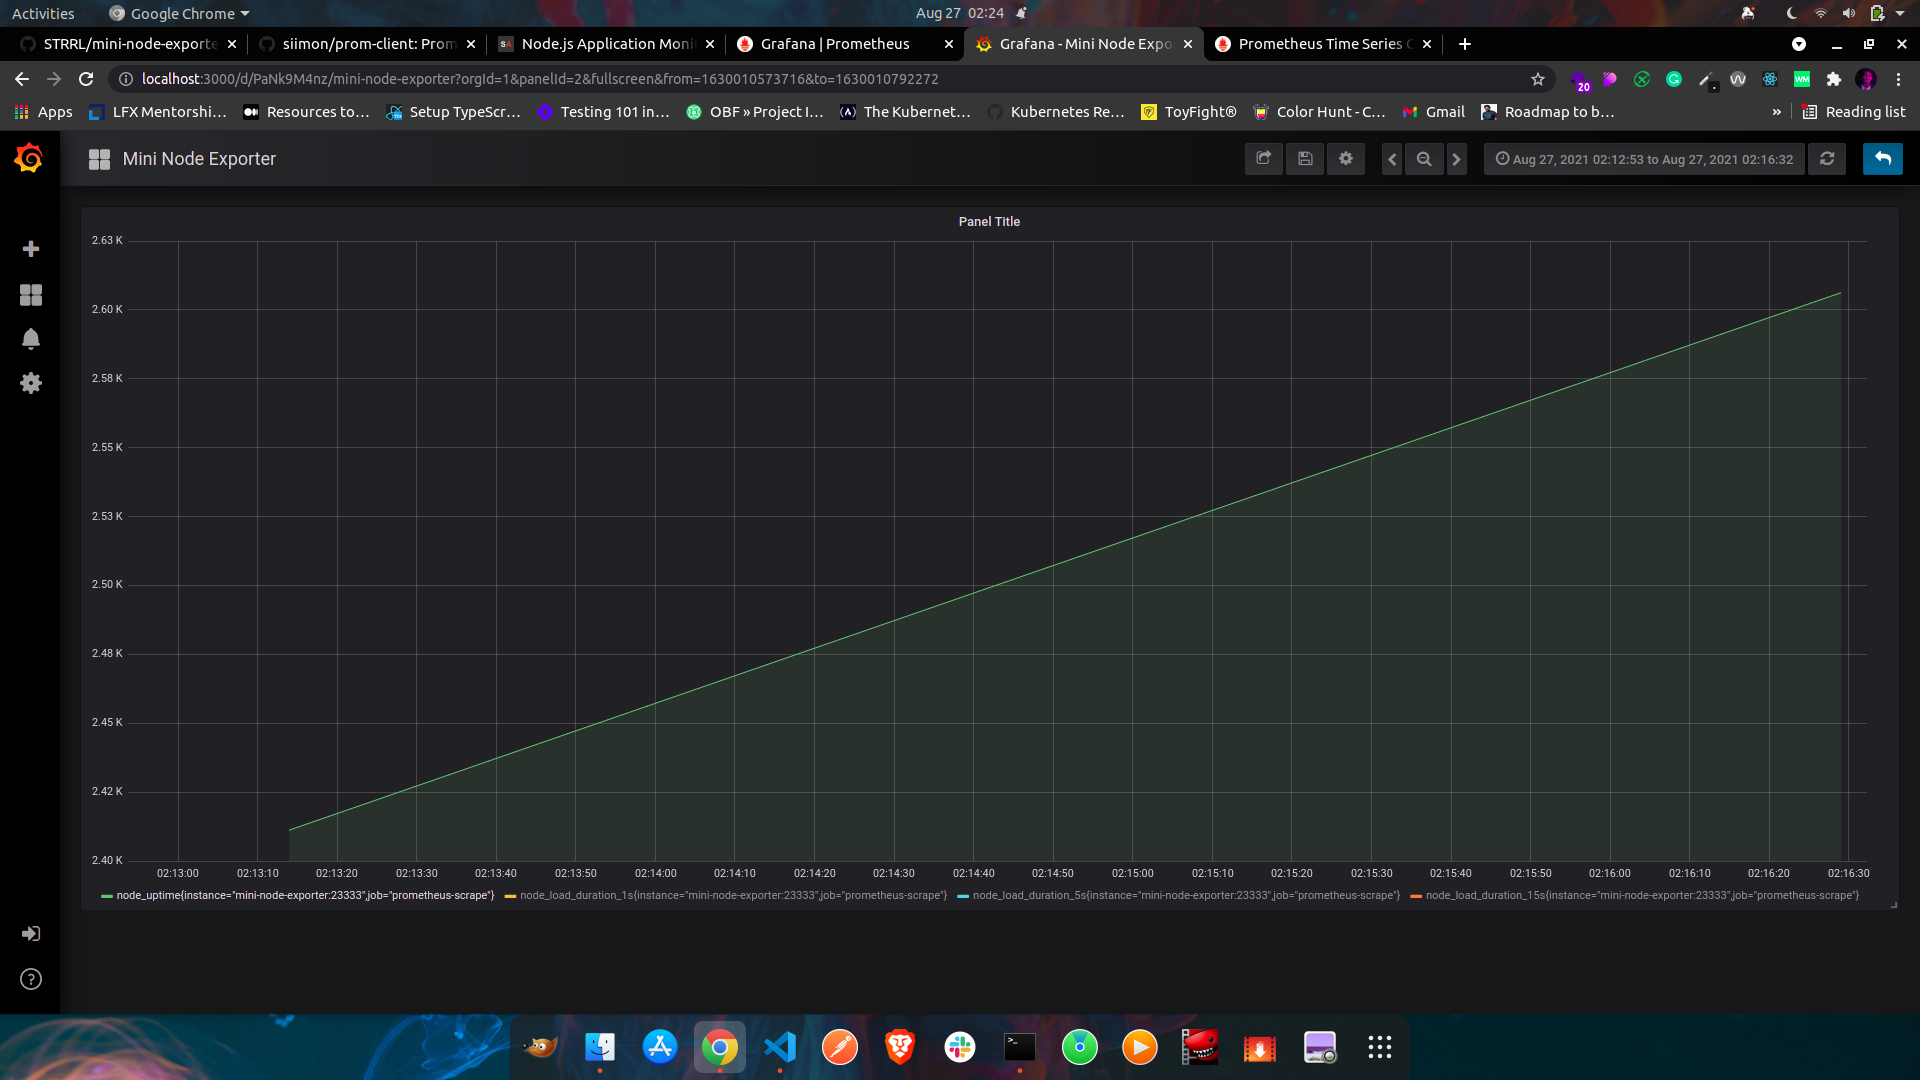 Activities Google Chrome Aug 27 02:24
STRRL/mini-node-exporte siimon/prom-client: Prom Node.js Application Moni Grafana | Prometheus Grafana - Mini Node Expo Prometheus Time Series C
localhost:3000/d/PaNk9M4nz/mini-node-exporter?orgId=1&panelId=2&fullscreen&from=1630010573716&to=1630010792272 20 WM
Apps LFX Mentorshi... Resources to... Setup TypeScr... Testing 101 in... OBF » Project I... The Kubernet... Kubernetes Re... ToyFight® Color Hunt - C... Gmail Roadmap to b... » Reading list
Mini Node Exporter Aug 27, 2021 02:12:53 to Aug 27, 2021 02:16:32
Panel Title
2.63 K
2.60 K
2.58 K
2.55 K
2.53 K
2.50 K
2.48 K
2.45 K
2.42 K
2.40 K
02:13:00 02:13:10 02:13:20 02:13:30 02:13:40 02:13:50 02:14:00 02:14:10 02:14:20 02:14:30 02:14:40 02:14:50 02:15:00 02:15:10 02:15:20 02:15:30 02:15:40 02:15:50 02:16:00 02:16:10 02:16:20 02:16:30
node_uptime{instance="mini-node-exporter:23333",job="prometheus-scrape"} node_load_duration_1s{instance="mini-node-exporter:23333",job="prometheus-scrape"} node_load_duration_5s{instance="mini-node-exporter:23333",job="prometheus-scrape"} node_load_duration_15s{instance="mini-node-exporter:23333",job="prometheus-scrape"}